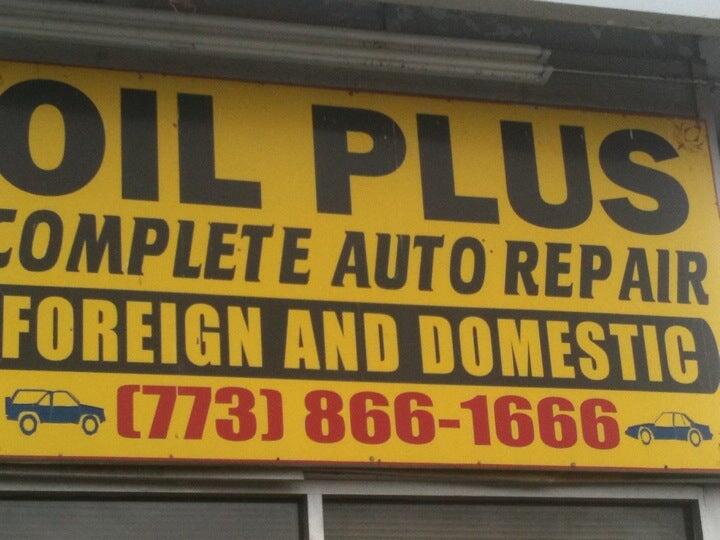 OIL PLUS
COMPLETE AUTO REPAIR
FOREIGN AND DOMESTIC
(773) 866-1666